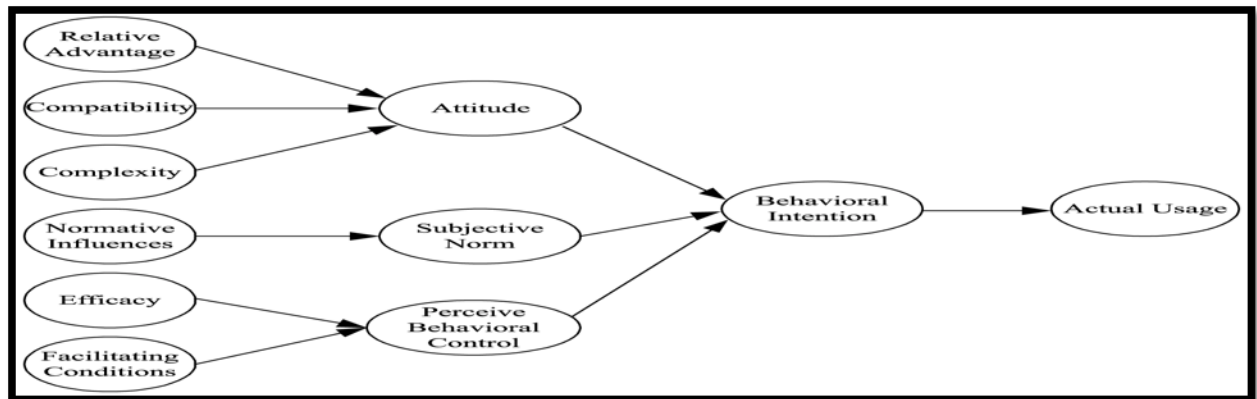 Relative
Advantage
Compatibility
Complexity
Normative
Influences
Efficacy
Facilitating
Conditions
Attitude
Subjective
Norm
Perceive
Behavioral
Control
Behavioral
Intention
Actual Usage